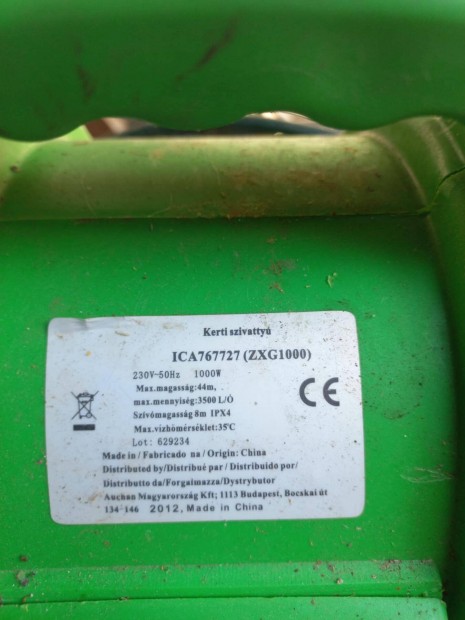 Kerti szivattyú
ICA767727 (ZXG1000)
230V-50Hz 1000W
Max.magasság:44m,
max.mennyiség:3500 L/Ó
Szívómagasság 8m IPX4
Max.vízhőmérséklet:35℃
Lot: 629234
Made in / Fabricado na / Origin: China
Distributed by/Distribué par / Distribuido por/
Distributto da/Forgaimazza/Dystrybutor
Auchan Magyarország Kft; 1113 Budapest, Bocskai út
134-146 2012, Made in China
CE